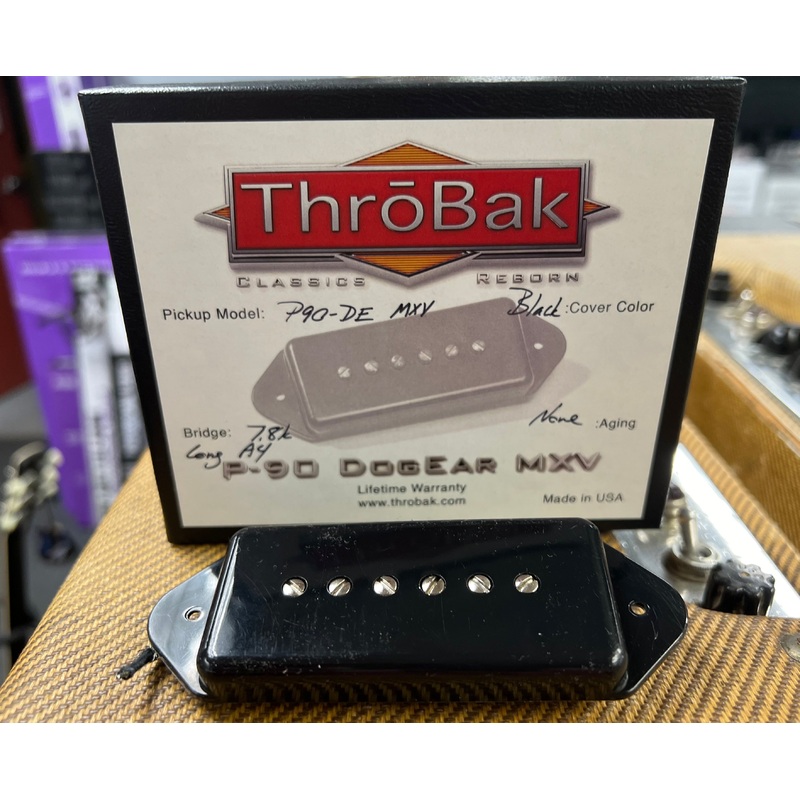 ThrōBak
Classics Reborn
Pickup Model: P90-DE MXV Black :Cover Color
Bridge: 7.8k None :Aging
Long A4
P-90 DogEar MXV
Lifetime Warranty
www.throbak.com Made in USA